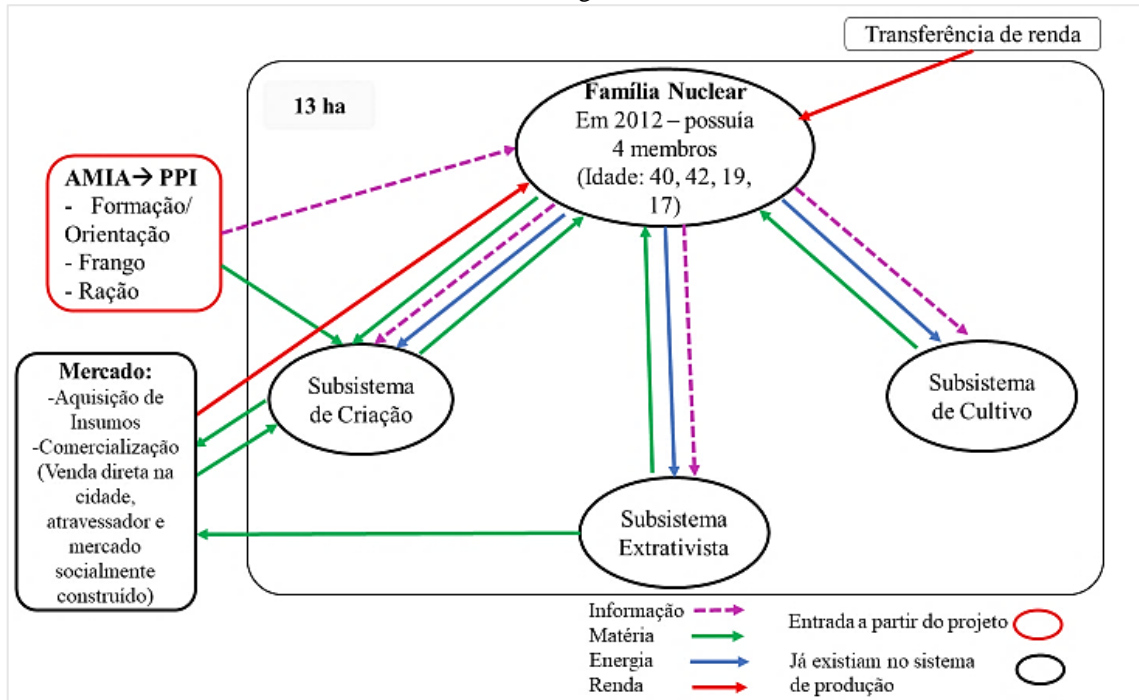 Transferência de renda
13 ha
Família Nuclear
Em 2012 – possuía
4 membros
(Idade: 40, 42, 19,
17)
AMIA→ PPI
- Formação/
Orientação
- Frango
- Ração
Mercado:
-Aquisição de
Insumos
-Comercialização
(Venda direta na
cidade,
atravessador e
mercado
socialmente
construído)
Subsistema
de Criação
Subsistema
de Cultivo
Subsistema
Extrativista
Informação
Matéria
Energia
Renda
Entrada a partir do projeto
Já existiam no sistema
de produção